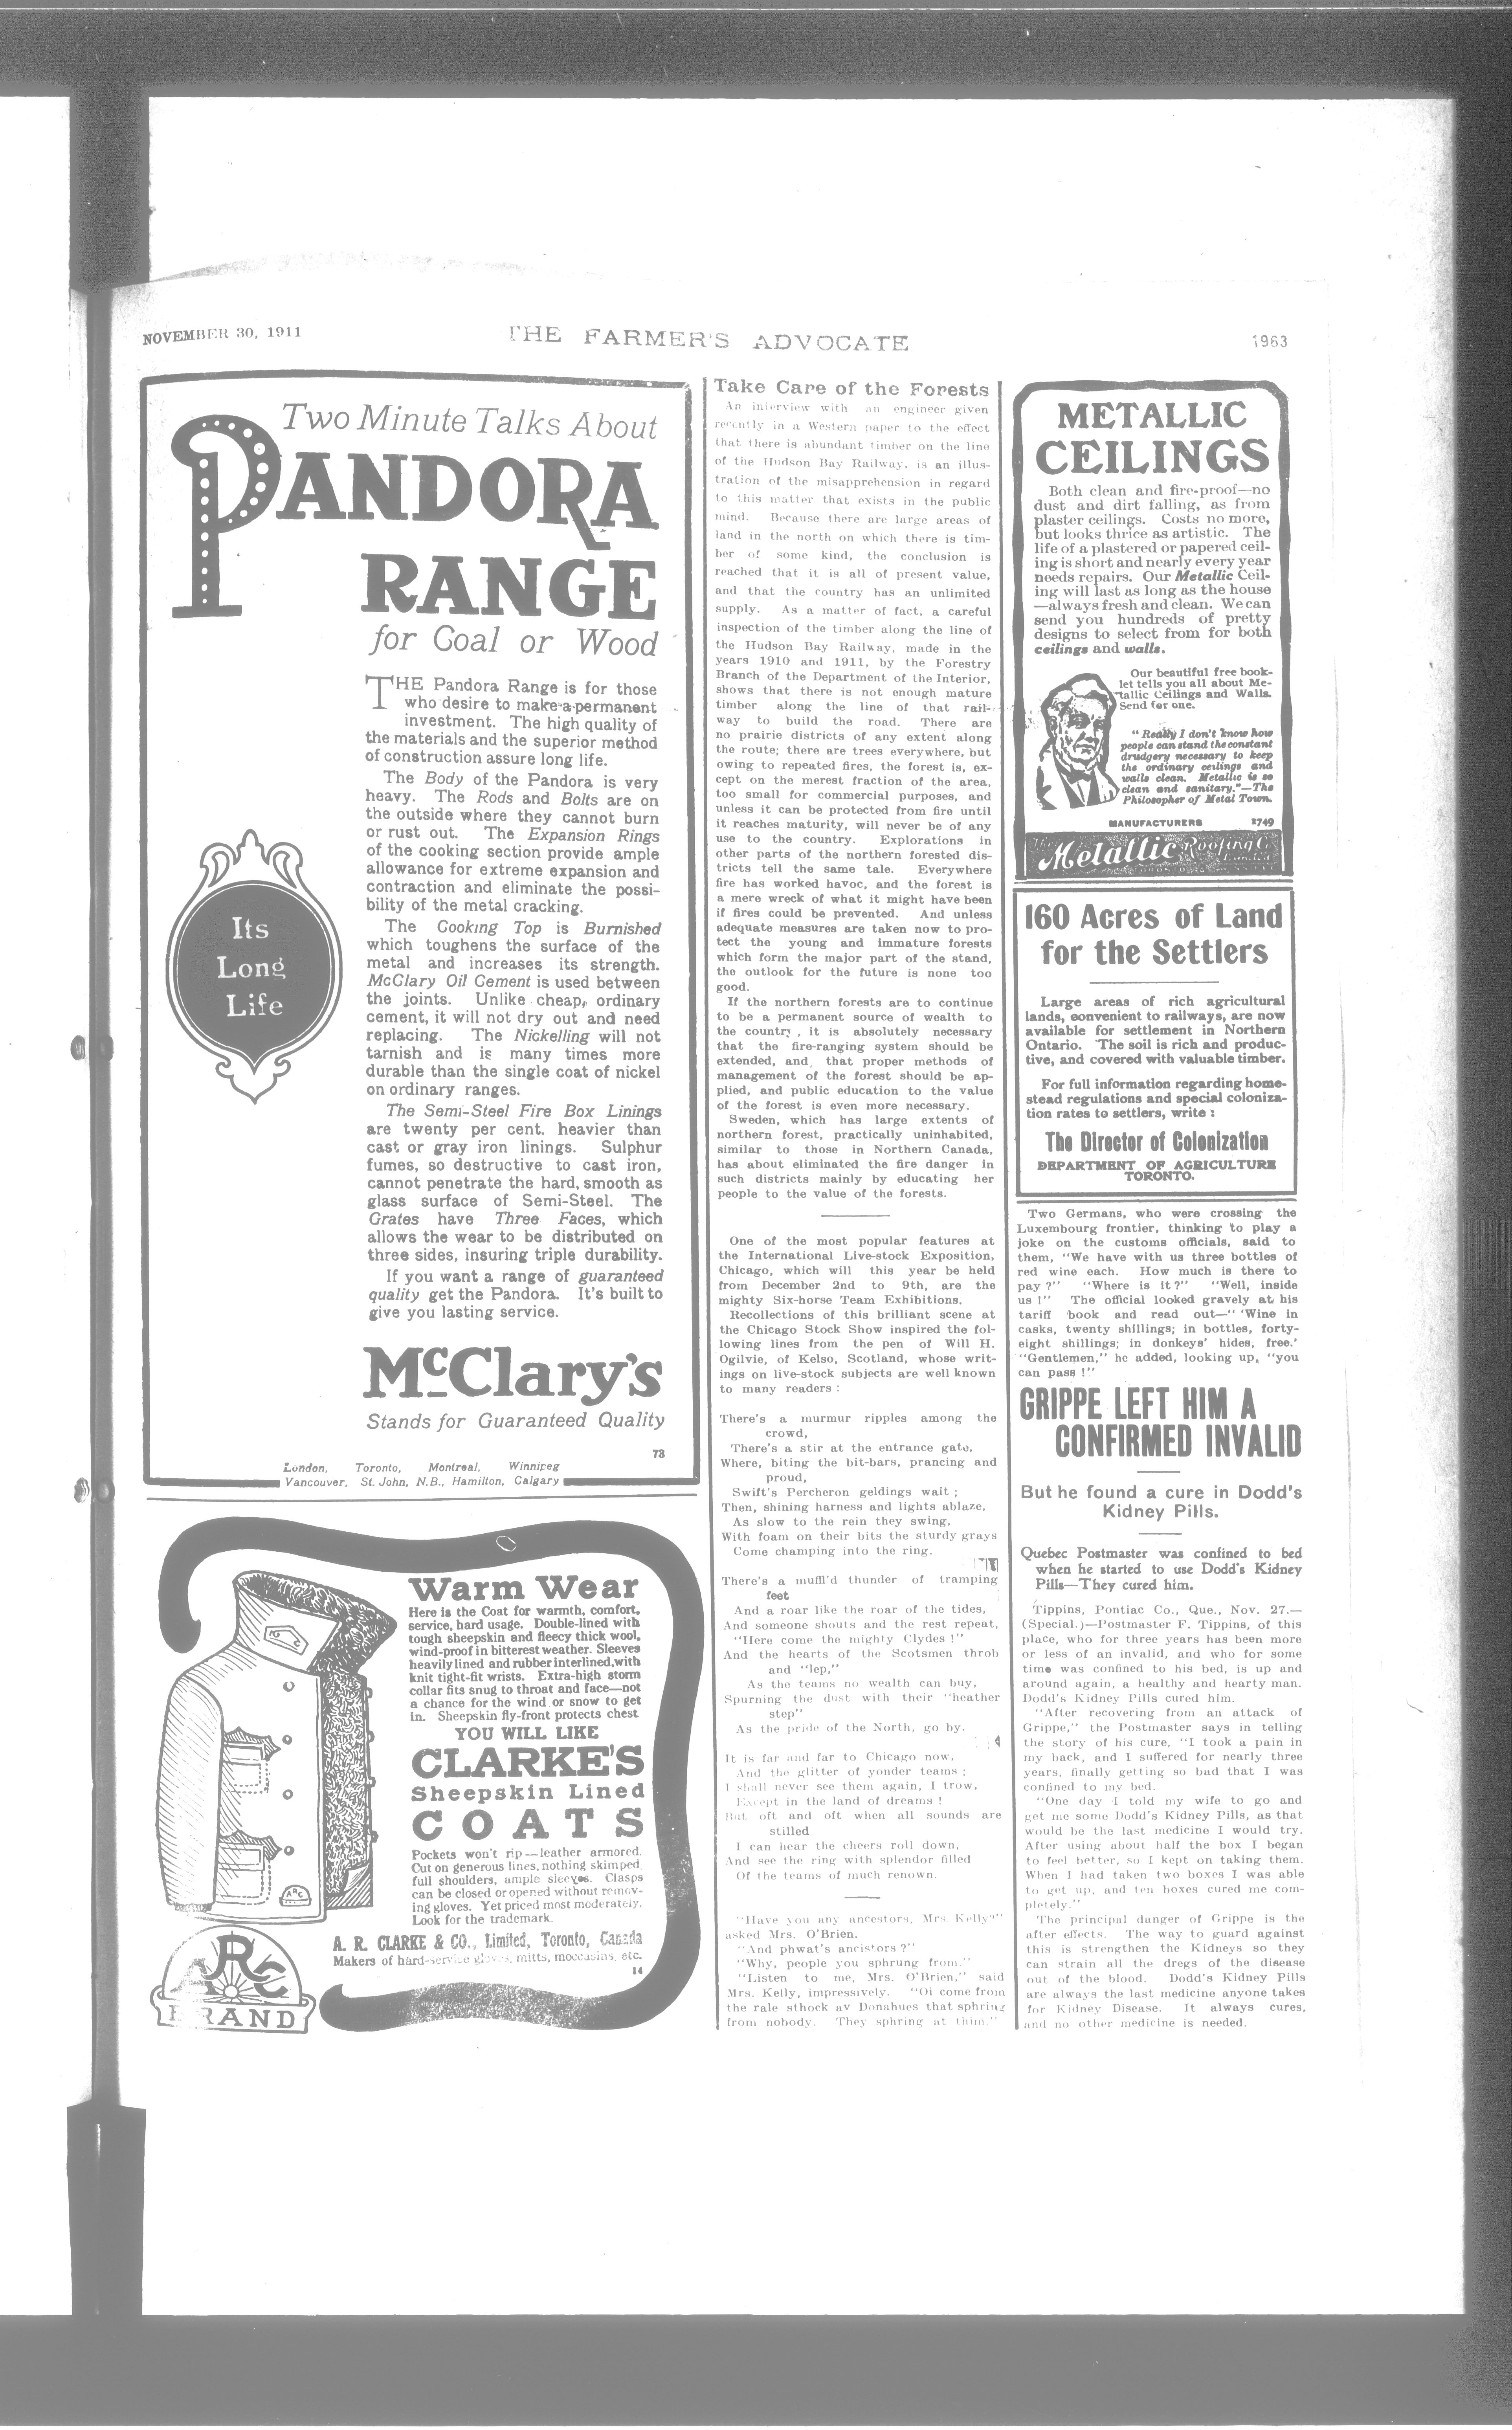 NOVEMBER 30, 1911
THE FARMER'S ADVOCATE
1963
Two Minute Talks About
PANDORA
RANGE
for Coal or Wood
THE Pandora Range is for those
who desire to make a permanent
investment. The high quality of
the materials and the superior method
of construction assure long life.
The Body of the Pandora is very
heavy. The Rods and Bolts are on
the outside where they cannot burn
or rust out. The Expansion Rings
of the cooking section provide ample
allowance for extreme expansion and
contraction and eliminate the possi-
bility of the metal cracking.
The Cooking Top is Burnished
which toughens the surface of the
metal and increases its strength.
McClary Oil Cement is used between
the joints. Unlike cheap, ordinary
cement, it will not dry out and need
replacing. The Nickelling will not
tarnish and is many times more
durable than the single coat of nickel
on ordinary ranges.
The Semi-Steel Fire Box Linings
are twenty per cent. heavier than
cast or gray iron linings. Sulphur
fumes, so destructive to cast iron,
cannot penetrate the hard, smooth as
glass surface of Semi-Steel. The
Grates have Three Faces, which
allows the wear to be distributed on
three sides, insuring triple durability.
If you want a range of guaranteed
quality get the Pandora. It's built to
give you lasting service.
Its
Long
Life
McClary's
Stands for Guaranteed Quality
73
London, Toronto, Montreal, Winnipeg
Vancouver, St. John, N.B., Hamilton, Calgary
Warm Wear
Here is the Coat for warmth, comfort,
service, hard usage. Double-lined with
tough sheepskin and fleecy thick wool,
wind-proof in bitterest weather. Sleeves
heavily lined and rubber interlined, with
knit tight-fit wrists. Extra-high storm
collar fits snug to throat and face—not
a chance for the wind or snow to get
in. Sheepskin fly-front protects chest
YOU WILL LIKE
CLARKE'S
Sheepskin Lined
COATS
Pockets won't rip—leather armored.
Cut on generous lines, nothing skimped,
full shoulders, ample sleeves. Clasps
can be closed or opened without remov-
ing gloves. Yet priced most moderately.
Look for the trademark.
A. R. CLARKE & CO., Limited, Toronto, Canada
Makers of hard-service gloves, mitts, moccasins, etc.
14
ARC
BRAND
Take Care of the Forests
An interview with an engineer given
recently in a Western paper to the effect
that there is abundant timber on the line
of the Hudson Bay Railway, is an illus-
tration of the misapprehension in regard
to this matter that exists in the public
mind. Because there are large areas of
land in the north on which there is tim-
ber of some kind, the conclusion is
reached that it is all of present value,
and that the country has an unlimited
supply. As a matter of fact, a careful
inspection of the timber along the line of
the Hudson Bay Railway, made in the
years 1910 and 1911, by the Forestry
Branch of the Department of the Interior,
shows that there is not enough mature
timber along the line of that rail-
way to build the road. There are
no prairie districts of any extent along
the route; there are trees everywhere, but
owing to repeated fires, the forest is, ex-
cept on the merest fraction of the area,
too small for commercial purposes, and
unless it can be protected from fire until
it reaches maturity, will never be of any
use to the country. Explorations in
other parts of the northern forested dis-
tricts tell the same tale. Everywhere
fire has worked havoc, and the forest is
a mere wreck of what it might have been
if fires could be prevented. And unless
adequate measures are taken now to pro-
tect the young and immature forests
which form the major part of the stand,
the outlook for the future is none too
good.
If the northern forests are to continue
to be a permanent source of wealth to
the country, it is absolutely necessary
that the fire-ranging system should be
extended, and that proper methods of
management of the forest should be ap-
plied, and public education to the value
of the forest is even more necessary.
Sweden, which has large extents of
northern forest, practically uninhabited,
similar to those in Northern Canada,
has about eliminated the fire danger in
such districts mainly by educating her
people to the value of the forests.
One of the most popular features at
the International Live-stock Exposition,
Chicago, which will this year be held
from December 2nd to 9th, are the
mighty Six-horse Team Exhibitions.
Recollections of this brilliant scene at
the Chicago Stock Show inspired the fol-
lowing lines from the pen of Will H.
Ogilvie, of Kelso, Scotland, whose writ-
ings on live-stock subjects are well known
to many readers :
There's a murmur ripples among the
crowd,
There's a stir at the entrance gate,
Where, biting the bit-bars, prancing and
proud,
Swift's Percheron geldings wait ;
Then, shining harness and lights ablaze,
As slow to the rein they swing,
With foam on their bits the sturdy grays
Come champing into the ring.
There's a muffl'd thunder of tramping
feet
And a roar like the roar of the tides,
And someone shouts and the rest repeat,
"Here come the mighty Clydes !"
And the hearts of the Scotsmen throb
and "lep,"
As the teams no wealth can buy,
Spurning the dust with their "heather
step"
As the pride of the North, go by.
It is far and far to Chicago now,
And the glitter of yonder teams ;
I shall never see them again, I trow,
Except in the land of dreams !
But oft and oft when all sounds are
stilled
I can hear the cheers roll down,
And see the ring with splendor filled
Of the teams of much renown.
"Have you any ancestors, Mrs. Kelly?"
asked Mrs. O'Brien.
"And phwat's ancistors ?"
"Why, people you sphrung from."
"Listen to me, Mrs. O'Brien," said
Mrs. Kelly, impressively. "Oi come from
the rale sthock av Donahues that sphring
from nobody. They sphring at thim."
METALLIC
CEILINGS
Both clean and fire-proof—no
dust and dirt falling, as from
plaster ceilings. Costs no more,
but looks thrice as artistic. The
life of a plastered or papered ceil-
ing is short and nearly every year
needs repairs. Our Metallic Ceil-
ing will last as long as the house
—always fresh and clean. We can
send you hundreds of pretty
designs to select from for both
ceilings and walls.
Our beautiful free book-
let tells you all about Me-
tallic Ceilings and Walls.
Send for one.
"Really I don't know how
people can stand the constant
drudgery necessary to keep
the ordinary ceilings and
walls clean. Metallic is so
clean and sanitary."—The
Philosopher of Metal Town.
MANUFACTURERS 1749
The Metallic Roofing Co.
Limited
160 Acres of Land
for the Settlers
Large areas of rich agricultural
lands, convenient to railways, are now
available for settlement in Northern
Ontario. The soil is rich and produc-
tive, and covered with valuable timber.
For full information regarding home-
stead regulations and special coloniza-
tion rates to settlers, write :
The Director of Colonization
DEPARTMENT OF AGRICULTURE
TORONTO.
Two Germans, who were crossing the
Luxembourg frontier, thinking to play a
joke on the customs officials, said to
them, "We have with us three bottles of
red wine each. How much is there to
pay ?" "Where is it ?" "Well, inside
us !" The official looked gravely at his
tariff book and read out—" 'Wine in
casks, twenty shillings; in bottles, forty-
eight shillings; in donkeys' hides, free.'
"Gentlemen," he added, looking up, "you
can pass !"
GRIPPE LEFT HIM A
CONFIRMED INVALID
But he found a cure in Dodd's
Kidney Pills.
Quebec Postmaster was confined to bed
when he started to use Dodd's Kidney
Pills—They cured him.
Tippins, Pontiac Co., Que., Nov. 27.—
(Special.)—Postmaster F. Tippins, of this
place, who for three years has been more
or less of an invalid, and who for some
time was confined to his bed, is up and
around again, a healthy and hearty man.
Dodd's Kidney Pills cured him.
"After recovering from an attack of
Grippe," the Postmaster says in telling
the story of his cure, "I took a pain in
my back, and I suffered for nearly three
years, finally getting so bad that I was
confined to my bed.
"One day I told my wife to go and
get me some Dodd's Kidney Pills, as that
would be the last medicine I would try.
After using about half the box I began
to feel better, so I kept on taking them.
When I had taken two boxes I was able
to get up, and ten boxes cured me com-
pletely."
The principal danger of Grippe is the
after effects. The way to guard against
this is strengthen the Kidneys so they
can strain all the dregs of the disease
out of the blood. Dodd's Kidney Pills
are always the last medicine anyone takes
for Kidney Disease. It always cures,
and no other medicine is needed.